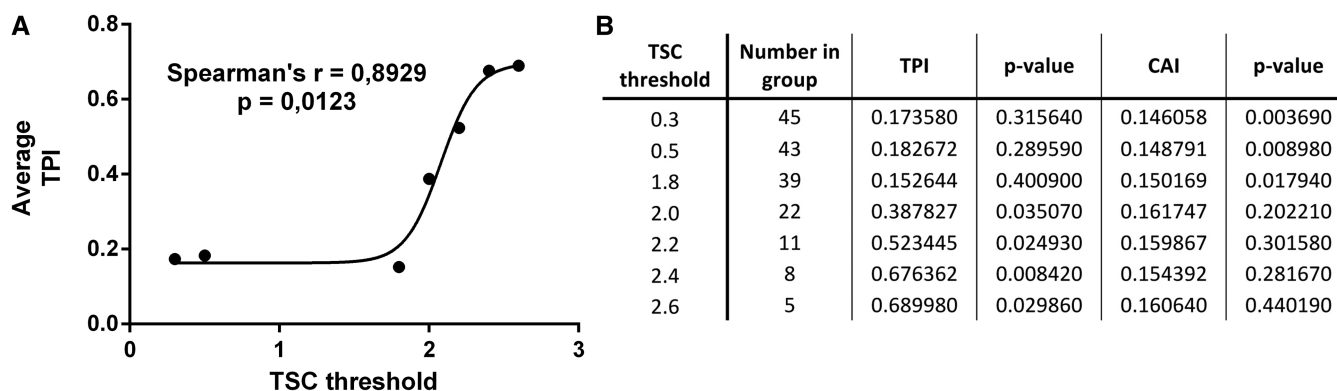 A
Spearman's r = 0,8929
p = 0,0123
Average
TPI
0.8
0.6
0.4
0.2
0.0
0 1 2 3
TSC threshold
B
TSC threshold Number in group TPI p-value CAI p-value
0.3 45 0.173580 0.315640 0.146058 0.003690
0.5 43 0.182672 0.289590 0.148791 0.008980
1.8 39 0.152644 0.400900 0.150169 0.017940
2.0 22 0.387827 0.035070 0.161747 0.202210
2.2 11 0.523445 0.024930 0.159867 0.301580
2.4 8 0.676362 0.008420 0.154392 0.281670
2.6 5 0.689980 0.029860 0.160640 0.440190